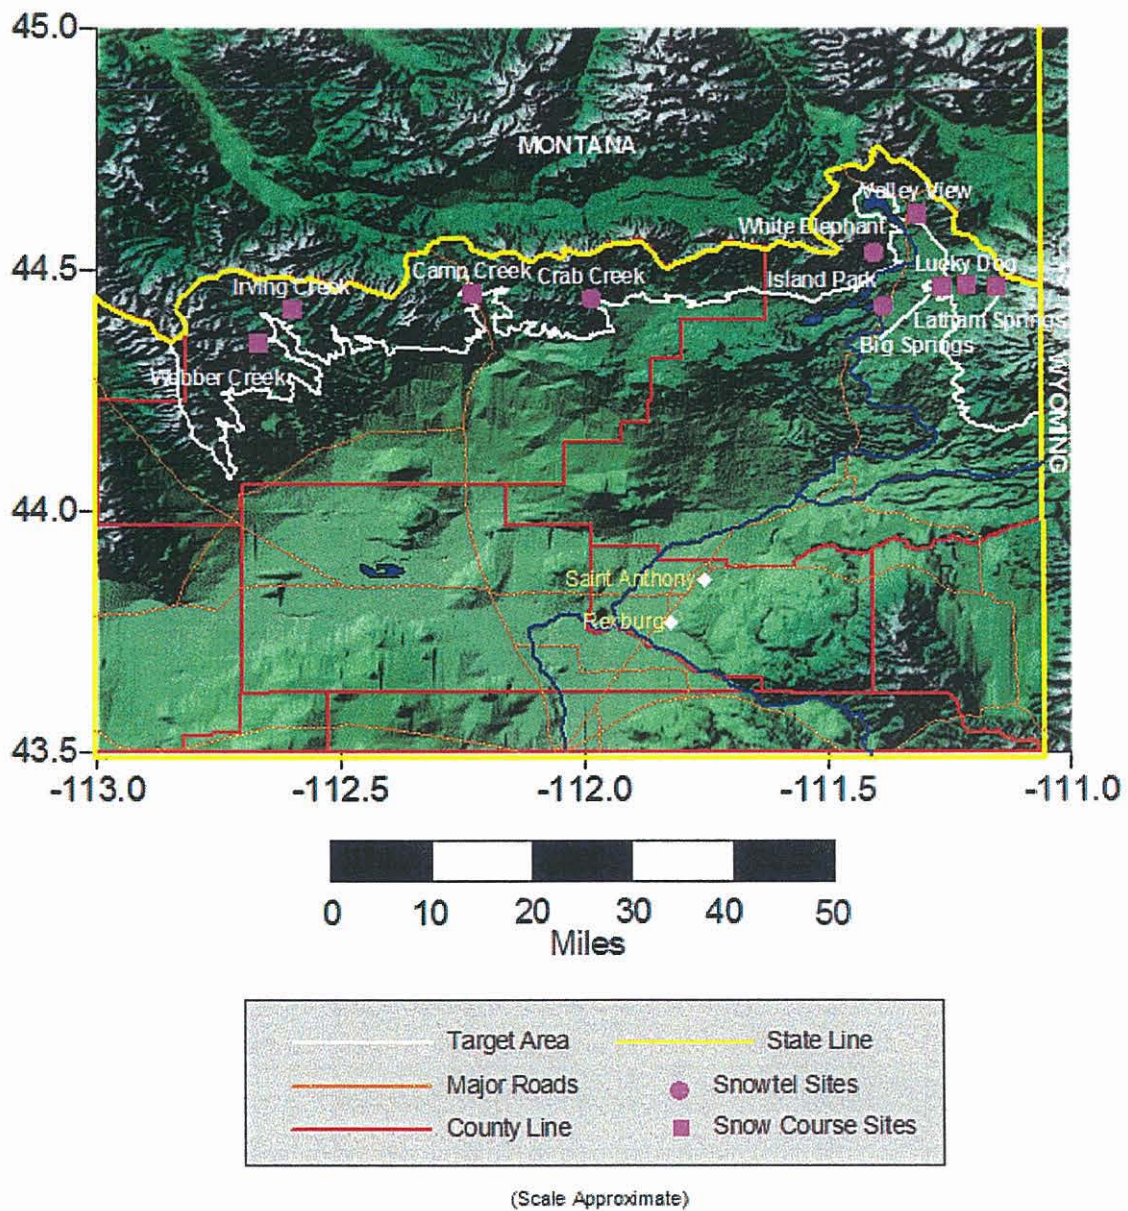 45.0
MONTANA
Valley View
White Elephant
44.5
Camp Creek
Crab Creek
Lucky Dog
Irving Creek
Island Park
Latham Springs
Big Springs
Webber Creek
WYOMING
44.0
Saint Anthony
Rexburg
43.5
-113.0 -112.5 -112.0 -111.5 -111.0
0 10 20 30 40 50
Miles
Target Area State Line
Major Roads Snowtel Sites
County Line Snow Course Sites
(Scale Approximate)